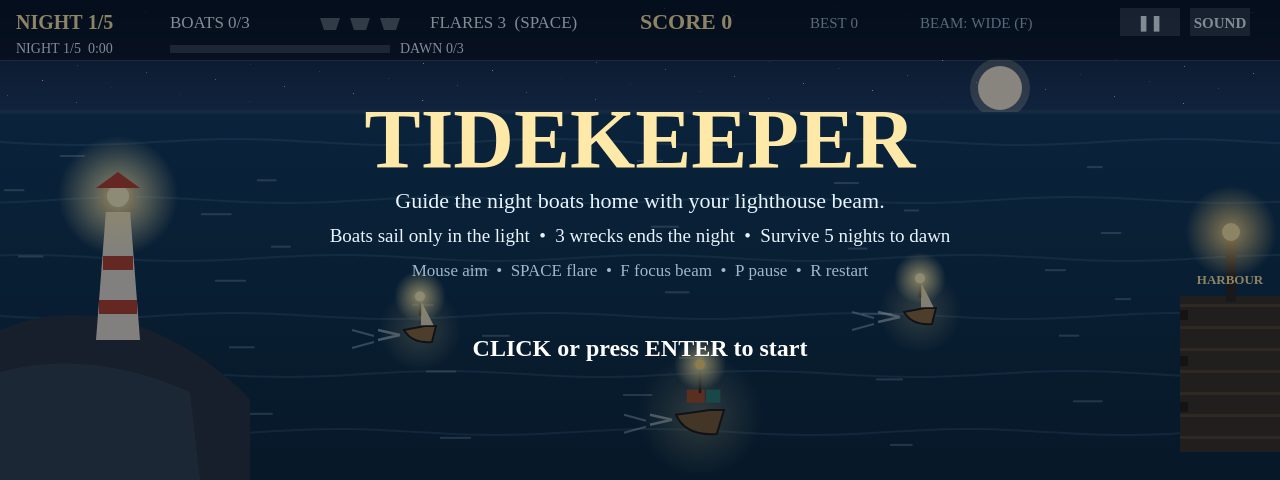 NIGHT 1/5 BOATS 0/3 FLARES 3 (SPACE) SCORE 0 BEST 0 BEAM: WIDE (F) SOUND
NIGHT 1/5 0:00 DAWN 0/3
TIDEKEEPER
Guide the night boats home with your lighthouse beam.
Boats sail only in the light • 3 wrecks ends the night • Survive 5 nights to dawn
Mouse aim • SPACE flare • F focus beam • P pause • R restart
HARBOUR
CLICK or press ENTER to start